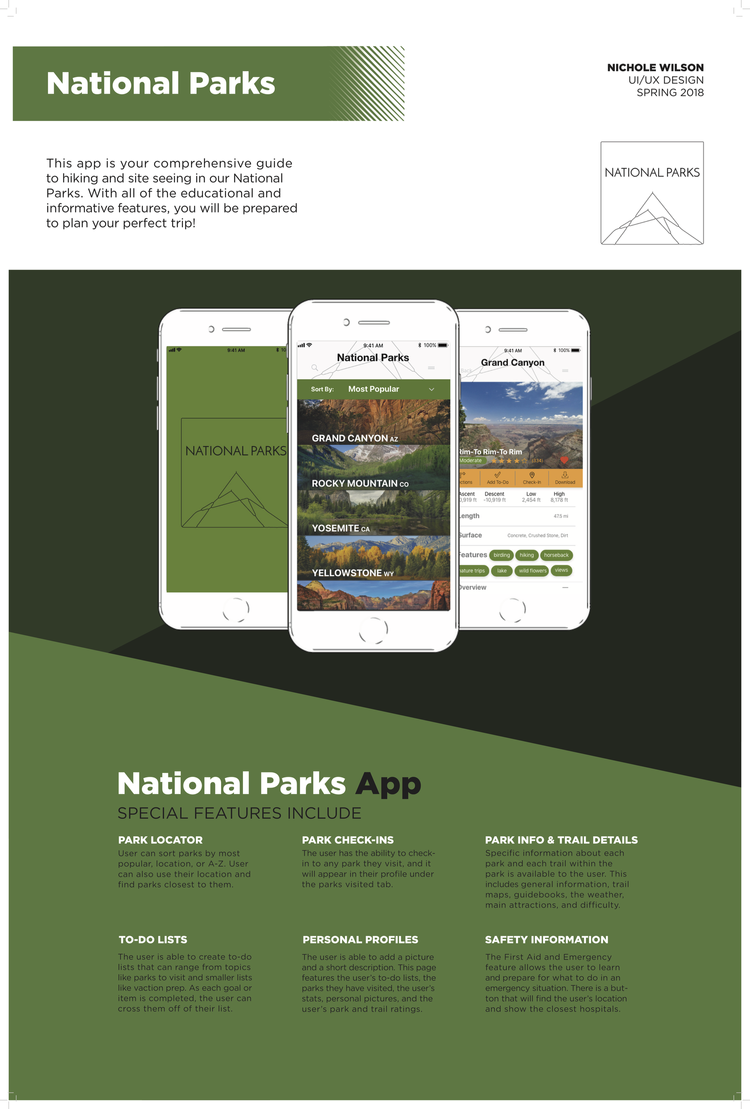 National Parks
NICHOLE WILSON
UI/UX DESIGN
SPRING 2018
This app is your comprehensive guide
to hiking and site seeing in our National
Parks. With all of the educational and
informative features, you will be prepared
to plan your perfect trip!
NATIONAL PARKS
9:41 AM
NATIONAL PARKS
9:41 AM 100%
National Parks
Sort By: Most Popular
GRAND CANYON AZ
ROCKY MOUNTAIN CO
YOSEMITE CA
YELLOWSTONE WY
9:41 AM 100%
Grand Canyon
Rim-To Rim-To Rim
Moderate
Add To Do Check-In Download
Ascent Descent Low High
-10,919 ft 2,454 ft 8,178 ft
Length 47.5 mi
Surface Concrete, Crushed Stone, Dirt
Features birding hiking horseback
nature trips lake wild flowers views
Overview
National Parks App
SPECIAL FEATURES INCLUDE
PARK LOCATOR
User can sort parks by most
popular, location, or A-Z. User
can also use their location and
find parks closest to them.
PARK CHECK-INS
The user has the ability to check-
in to any park they visit, and it
will appear in their profile under
the parks visited tab.
PARK INFO & TRAIL DETAILS
Specific information about each
park and each trail within the
park is available to the user. This
includes general information, trail
maps, guidebooks, the weather,
main attractions, and difficulty.
TO-DO LISTS
The user is able to create to-do
lists that can range from topics
like parks to visit and smaller lists
like vaction prep. As each goal or
item is completed, the user can
cross them off of their list.
PERSONAL PROFILES
The user is able to add a picture
and a short description. This page
features the user's to-do lists, the
parks they have visited, the user's
stats, personal pictures, and the
user's park and trail ratings.
SAFETY INFORMATION
The First Aid and Emergency
feature allows the user to learn
and prepare for what to do in an
emergency situation. There is a but-
ton that will find the user's location
and show the closest hospitals.